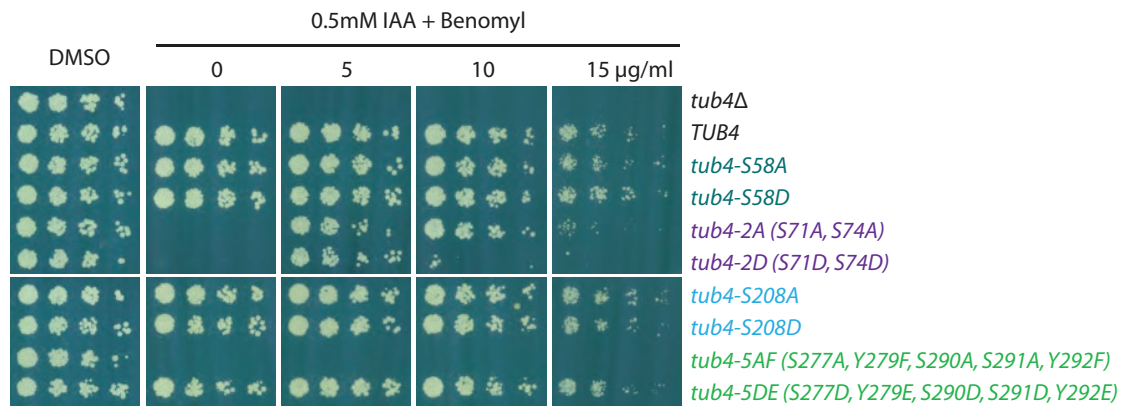 0.5mM IAA + Benomyl
DMSO
0 5 10 15 µg/ml
tub4Δ
TUB4
tub4-S58A
tub4-S58D
tub4-2A (S71A, S74A)
tub4-2D (S71D, S74D)
tub4-S208A
tub4-S208D
tub4-5AF (S277A, Y279F, S290A, S291A, Y292F)
tub4-5DE (S277D, Y279E, S290D, S291D, Y292E)